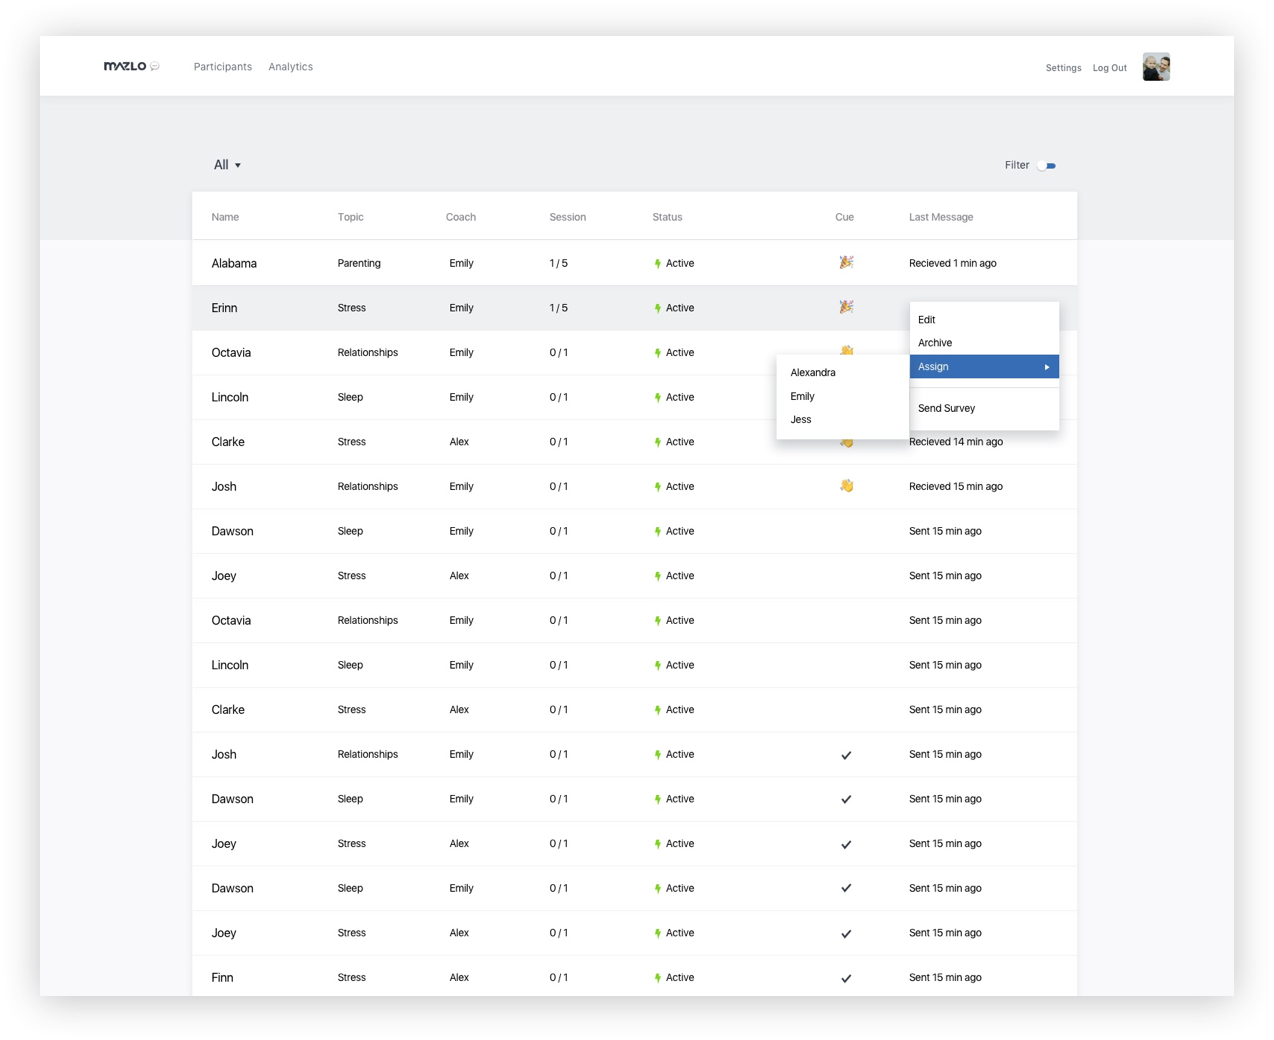 MAZLO Participants Analytics Settings Log Out
All Filter
Name Topic Coach Session Status Cue Last Message
Alabama Parenting Emily 1 / 5 Active Recieved 1 min ago
Erinn Stress Emily 1 / 5 Active
Edit
Archive
Assign
Send Survey
Alexandra
Emily
Jess
Octavia Relationships Emily 0 / 1 Active
Lincoln Sleep Emily 0 / 1 Active
Clarke Stress Alex 0 / 1 Active Recieved 14 min ago
Josh Relationships Emily 0 / 1 Active Recieved 15 min ago
Dawson Sleep Emily 0 / 1 Active Sent 15 min ago
Joey Stress Alex 0 / 1 Active Sent 15 min ago
Octavia Relationships Emily 0 / 1 Active Sent 15 min ago
Lincoln Sleep Emily 0 / 1 Active Sent 15 min ago
Clarke Stress Alex 0 / 1 Active Sent 15 min ago
Josh Relationships Emily 0 / 1 Active Sent 15 min ago
Dawson Sleep Emily 0 / 1 Active Sent 15 min ago
Joey Stress Alex 0 / 1 Active Sent 15 min ago
Dawson Sleep Emily 0 / 1 Active Sent 15 min ago
Joey Stress Alex 0 / 1 Active Sent 15 min ago
Finn Stress Alex 0 / 1 Active Sent 15 min ago